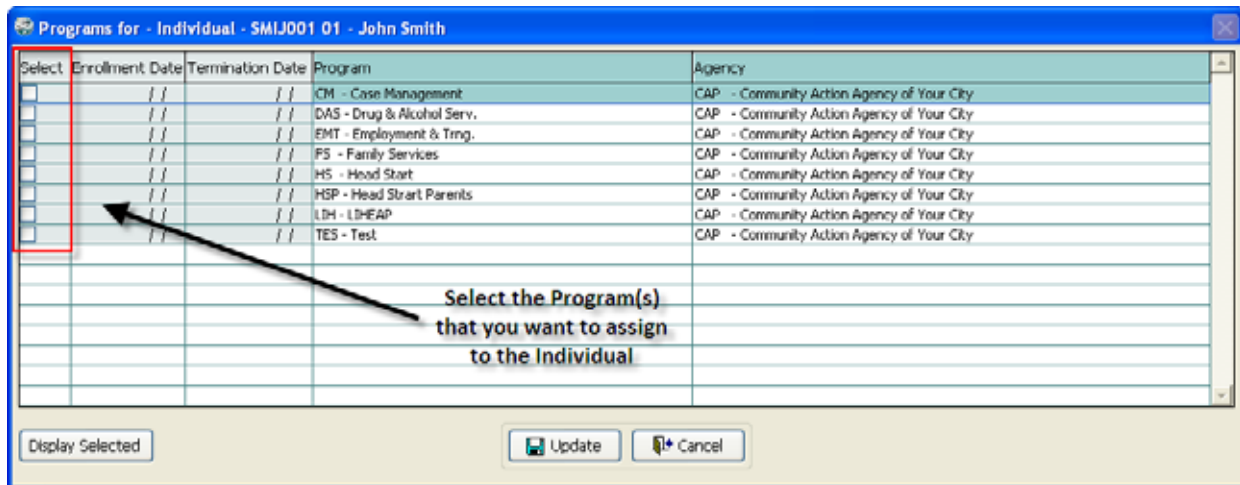 Programs for - Individual - SMIJ001 01 - John Smith
Select Enrollment Date Termination Date Program Agency
/ / / / CM - Case Management CAP - Community Action Agency of Your City
/ / / / DAS - Drug & Alcohol Serv. CAP - Community Action Agency of Your City
/ / / / EMT - Employment & Trng. CAP - Community Action Agency of Your City
/ / / / FS - Family Services CAP - Community Action Agency of Your City
/ / / / HS - Head Start CAP - Community Action Agency of Your City
/ / / / HSP - Head Strart Parents CAP - Community Action Agency of Your City
/ / / / LIH - LIHEAP CAP - Community Action Agency of Your City
/ / / / TES - Test CAP - Community Action Agency of Your City
Select the Program(s)
that you want to assign
to the Individual
Display Selected Update Cancel